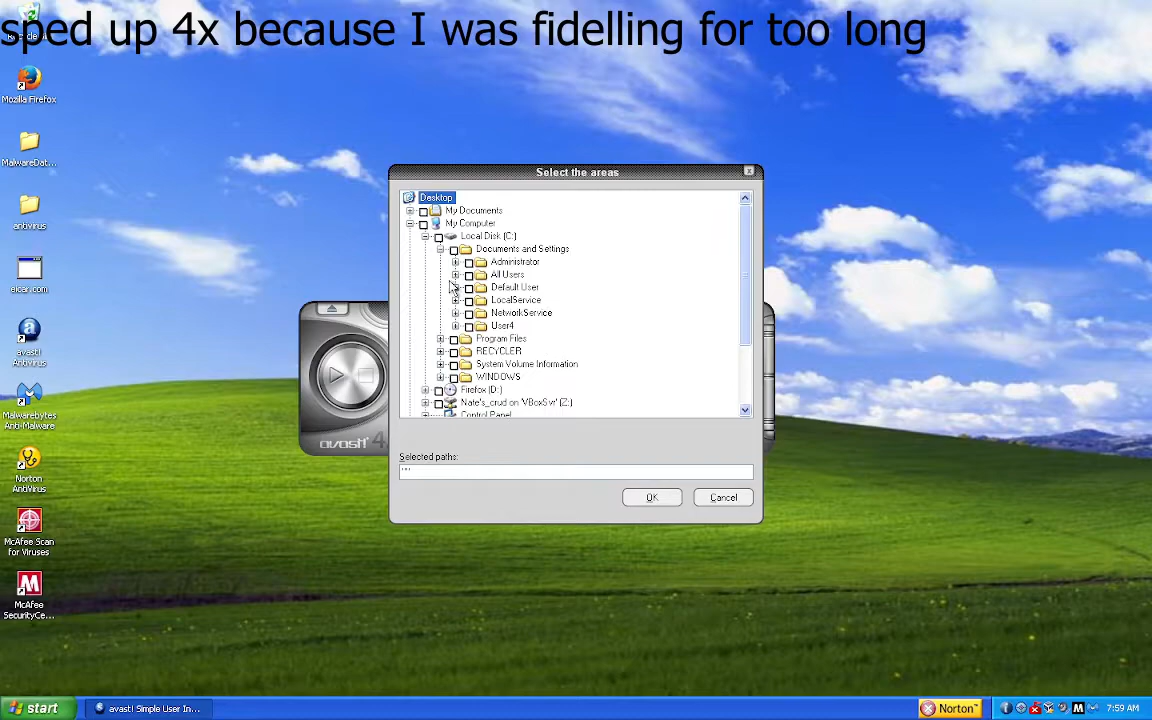 sped up 4x because I was fidelling for too long
Mozilla Firefox
MalwareDat...
antivirus
eicar.com
avast! Antivirus
Malwarebytes Anti-Malware
Norton AntiVirus
McAfee Scan for Viruses
McAfee SecurityCe...
Select the areas
Desktop
My Documents
My Computer
Local Disk (C:)
Documents and Settings
Administrator
All Users
Default User
LocalService
NetworkService
User4
Program Files
RECYCLER
System Volume Information
WINDOWS
Firefox (D:)
Nate's_crud on 'VBoxSvr' (Z:)
Control Panel
Selected paths:
""
OK
Cancel
avast! 4
start
avast! Simple User In...
Norton™
7:59 AM